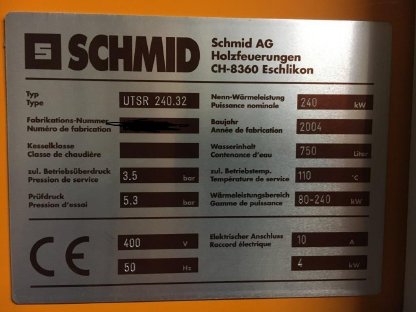 S SCHMID
Schmid AG
Holzfeuerungen
CH-8360 Eschlikon
Typ
Type
UTSR 240.32
Fabrikations-Nummer
Numéro de fabrication
Kesselklasse
Classe de chaudière
zul. Betriebsüberdruck
Pression de service
3.5 bar
Prüfdruck
Pression d'essai
5.3 bar
CE
400 V
50 Hz
Nenn-Wärmeleistung
Puissance nominale
240 kW
Baujahr
Année de fabrication
2004
Wasserinhalt
Contenance d'eau
750 Liter
zul. Betriebstemp.
Température de service
110 °C
Wärmeleistungsbereich
Gamme de puissance
80-240 kW
Elektrischer Anschluss
Raccord électrique
10 A
4 kW